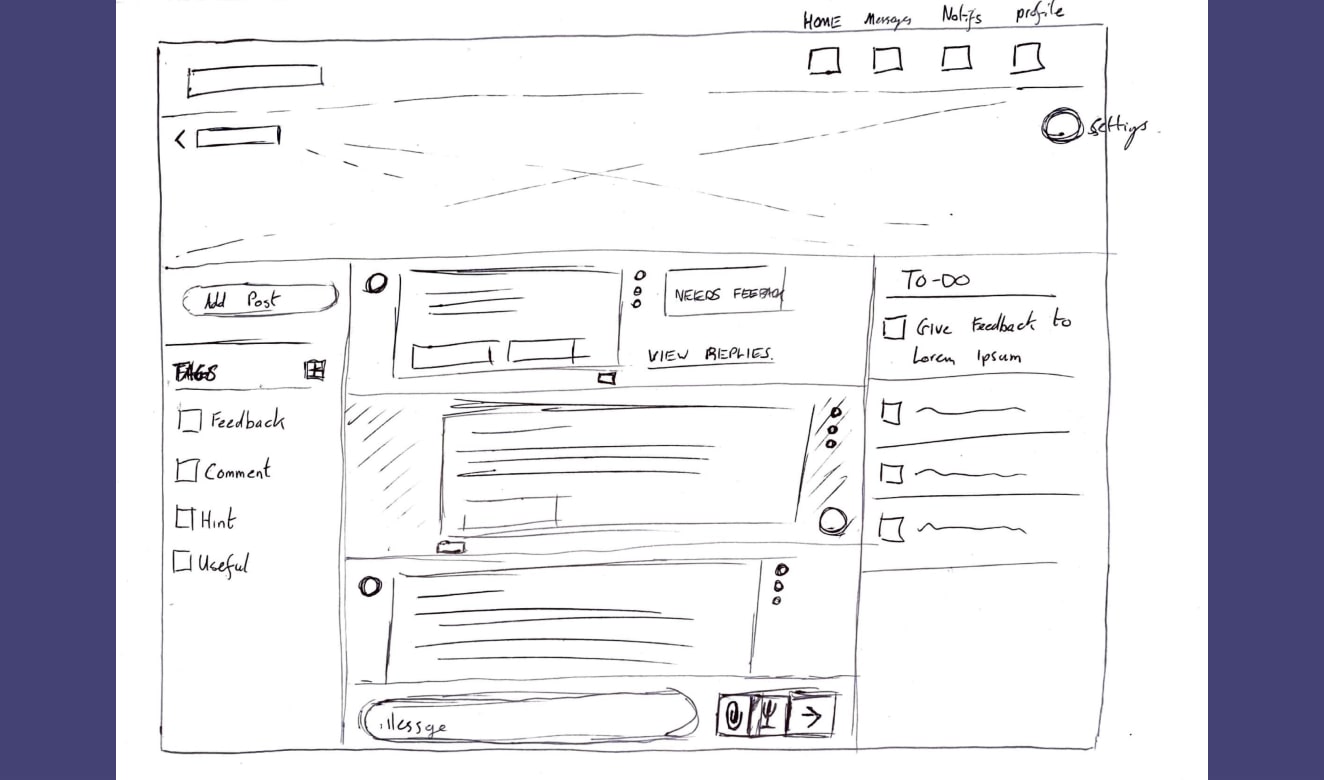 HOME Messages Notifs profile
settings.
Add Post
TAGS
Feedback
Comment
Hint
Useful
NEEDS FEEBACK
VIEW REPLIES.
Message
TO-DO
Give Feedback to
Lorem Ipsum